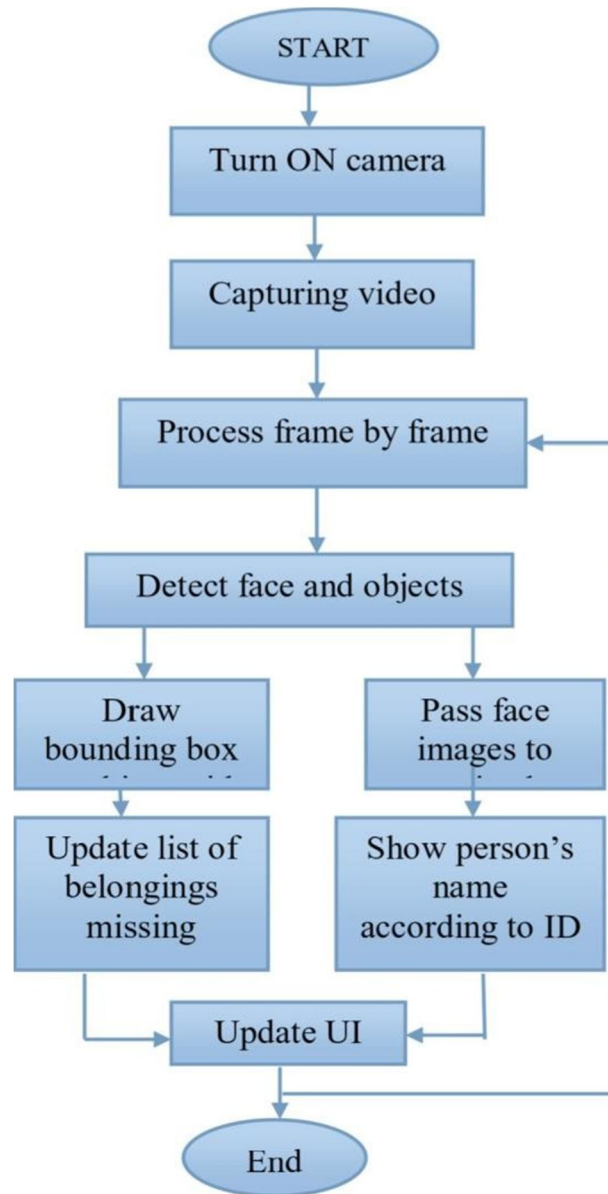 START
Turn ON camera
Capturing video
Process frame by frame
Detect face and objects
Draw
bounding box
Pass face
images to
Update list of
belongings
missing
Show person’s
name
according to ID
Update UI
End